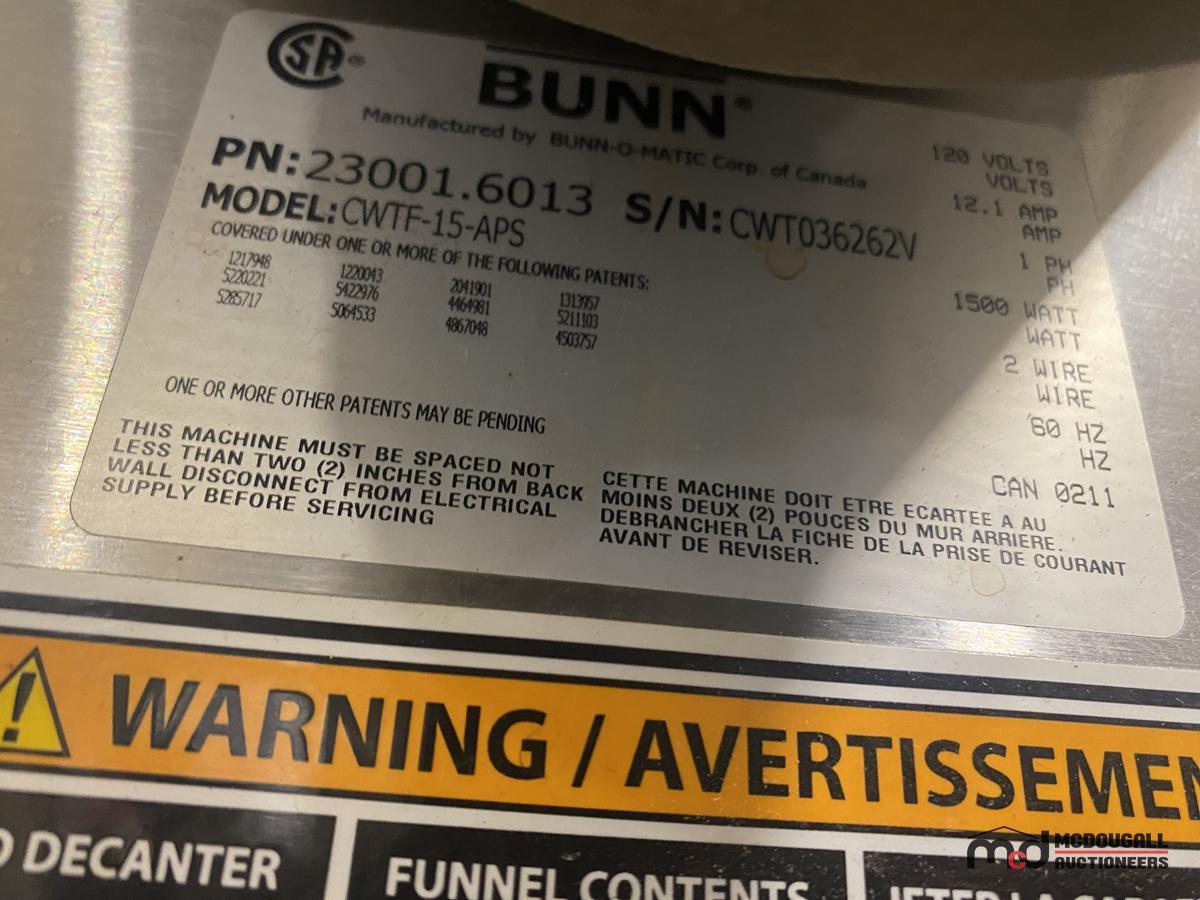 SA®
BUNN®
Manufactured by BUNN-O-MATIC Corp. of Canada
PN:23001.6013 S/N:CWT036262V
MODEL:CWTF-15-APS
COVERED UNDER ONE OR MORE OF THE FOLLOWING PATENTS:
1217948 1220043 2041901 1313957
5220221 5422976 4464981 5211103
5285717 5064533 4867048 4503757
ONE OR MORE OTHER PATENTS MAY BE PENDING
THIS MACHINE MUST BE SPACED NOT
LESS THAN TWO (2) INCHES FROM BACK
WALL DISCONNECT FROM ELECTRICAL
SUPPLY BEFORE SERVICING
120 VOLTS
VOLTS
12.1 AMP
AMP
1 PH
PH
1500 WATT
WATT
2 WIRE
WIRE
60 HZ
HZ
CAN 0211
CETTE MACHINE DOIT ETRE ECARTEE A AU
MOINS DEUX (2) POUCES DU MUR ARRIERE.
DEBRANCHER LA FICHE DE LA PRISE DE COURANT
AVANT DE REVISER.
WARNING / AVERTISSEMEN
DECANTER
FUNNEL CONTENTS
mcd MCDOUGALL
AUCTIONEERS